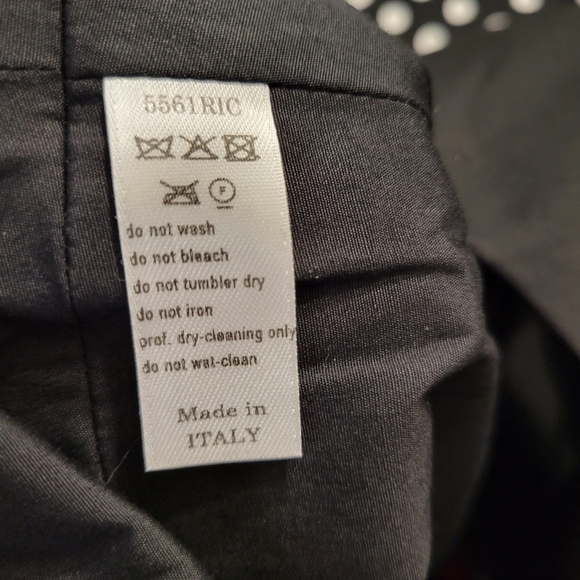 5561RIC
F
do not wash
do not bleach
do not tumbler dry
do not iron
prof. dry-cleaning only
do not wet-clean
Made in
ITALY